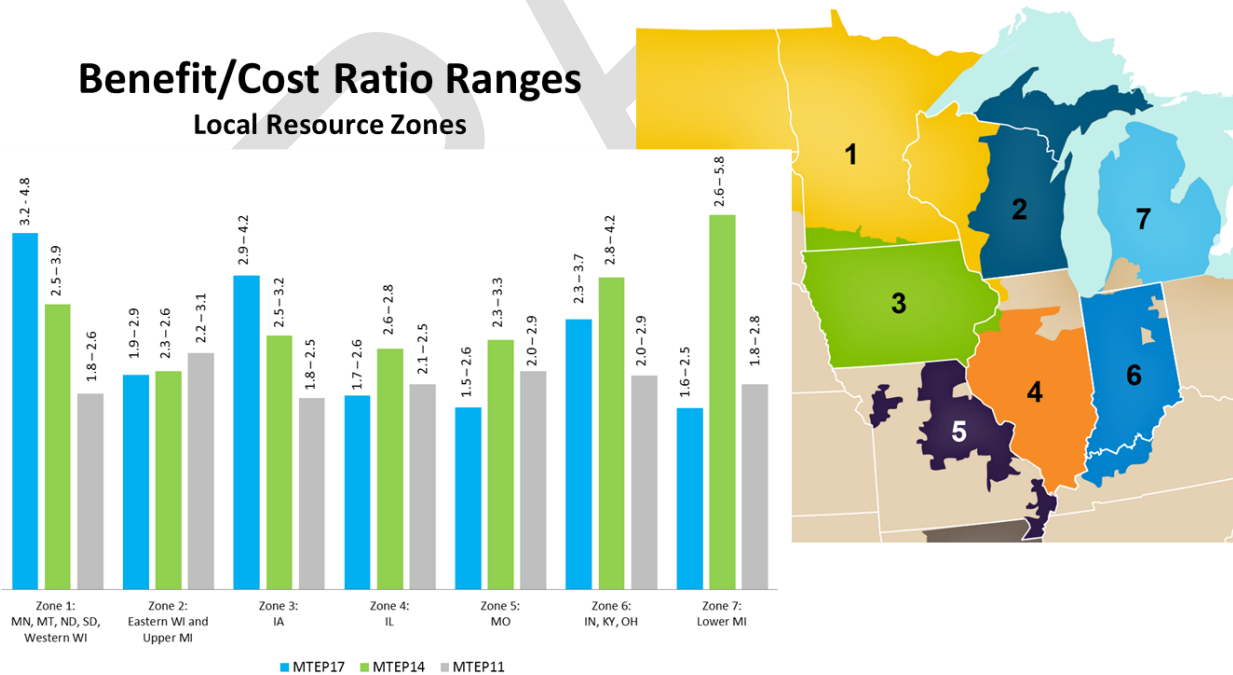 Benefit/Cost Ratio Ranges
Local Resource Zones
3.2 - 4.8
2.5 – 3.9
1.8 – 2.6
1.9 – 2.9
2.3 – 2.6
2.2 – 3.1
2.9 – 4.2
2.5 – 3.2
1.8 – 2.5
1.7 – 2.6
2.6 – 2.8
2.1 – 2.5
1.5 – 2.6
2.3 – 3.3
2.0 – 2.9
2.3 – 3.7
2.8 – 4.2
2.0 – 2.9
1.6 – 2.5
2.6 – 5.8
1.8 – 2.8
Zone 1:
MN, MT, ND, SD,
Western WI
Zone 2:
Eastern WI and
Upper MI
Zone 3:
IA
Zone 4:
IL
Zone 5:
MO
Zone 6:
IN, KY, OH
Zone 7:
Lower MI
MTEP17 MTEP14 MTEP11
1
2
7
3
4
6
5